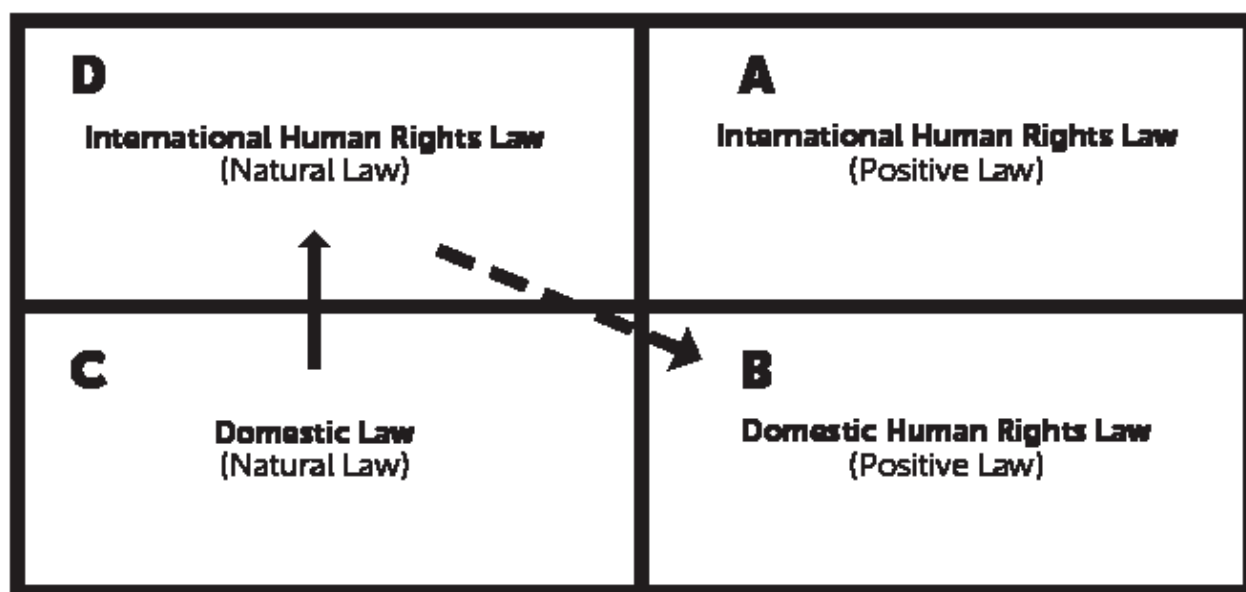 D
International Human Rights Law
(Natural Law)
A
International Human Rights Law
(Positive Law)
C
Domestic Law
(Natural Law)
B
Domestic Human Rights Law
(Positive Law)